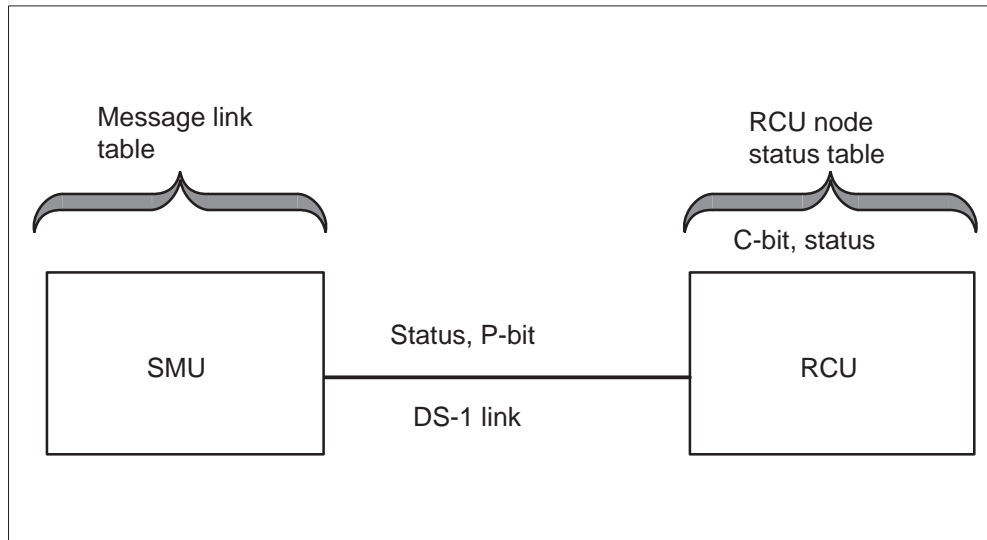 Message link
table
RCU node
status table
C-bit, status
Status, P-bit
SMU
RCU
DS-1 link